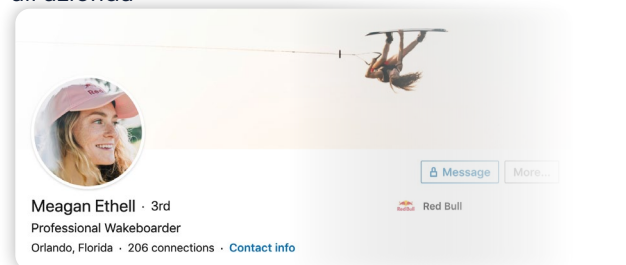 Message
More...
Red Bull
Meagan Ethell · 3rd
Professional Wakeboarder
Orlando, Florida · 206 connections · Contact info